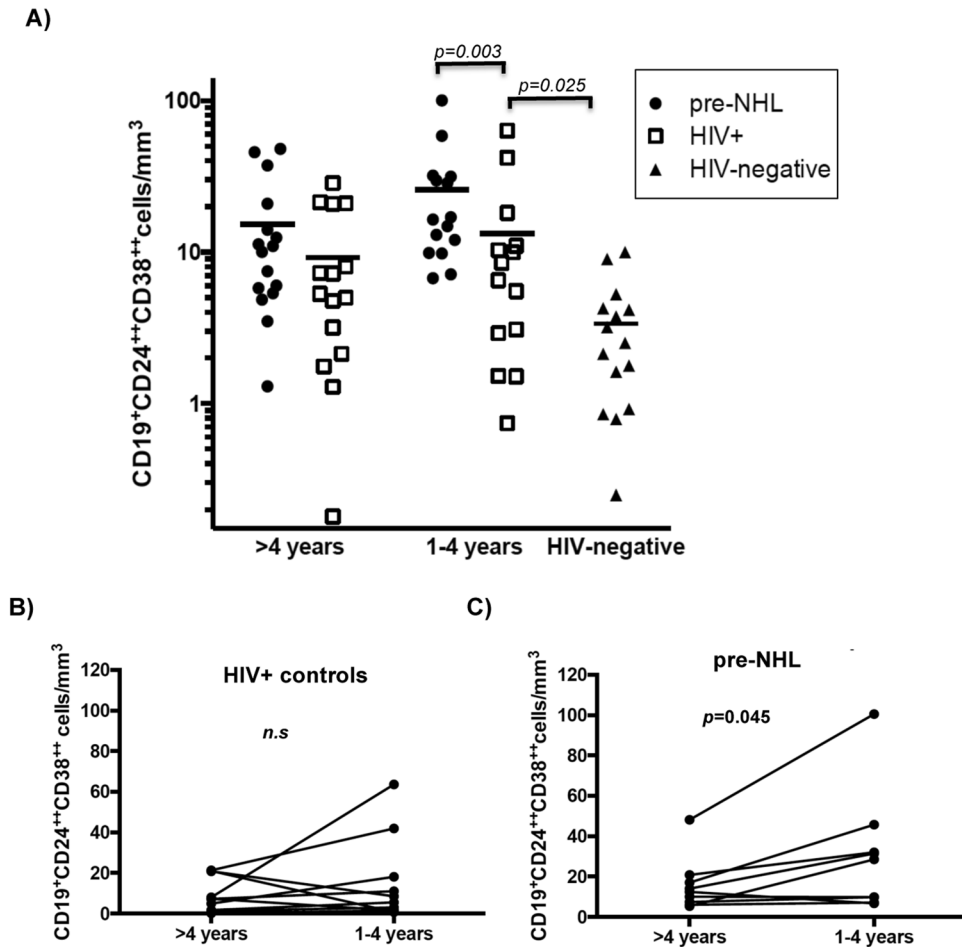 A)
p=0.003
p=0.025
pre-NHL
HIV+
HIV-negative
100
10
1
CD19⁺CD24⁺⁺CD38⁺⁺cells/mm³
>4 years 1-4 years HIV-negative
B)
HIV+ controls
n.s
120
100
80
60
40
20
0
CD19⁺CD24⁺⁺CD38⁺⁺ cells/mm³
>4 years 1-4 years
C)
pre-NHL
p=0.045
120
100
80
60
40
20
0
CD19⁺CD24⁺⁺CD38⁺⁺cells/mm³
>4 years 1-4 years